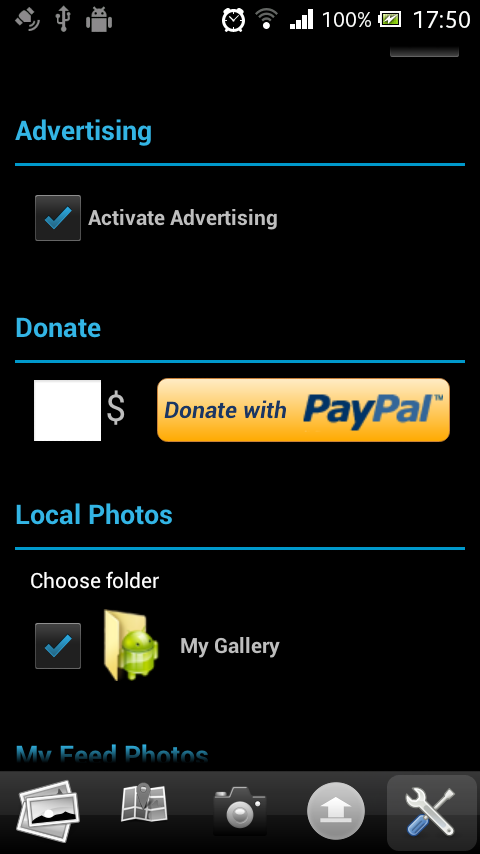 100% 17:50
Advertising
Activate Advertising
Donate
$ Donate with PayPal™
Local Photos
Choose folder
My Gallery
My Feed Photos